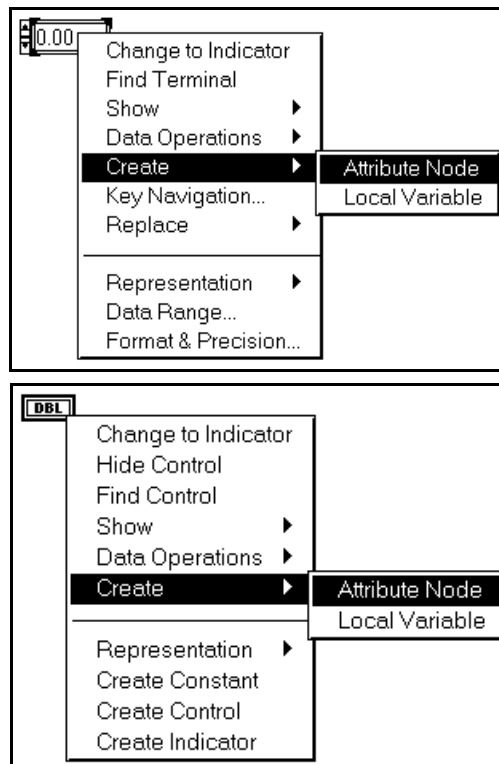 0.00
Change to Indicator
Find Terminal
Show
Data Operations
Create
Attribute Node
Local Variable
Key Navigation...
Replace
Representation
Data Range...
Format & Precision...
DBL
Change to Indicator
Hide Control
Find Control
Show
Data Operations
Create
Attribute Node
Local Variable
Representation
Create Constant
Create Control
Create Indicator